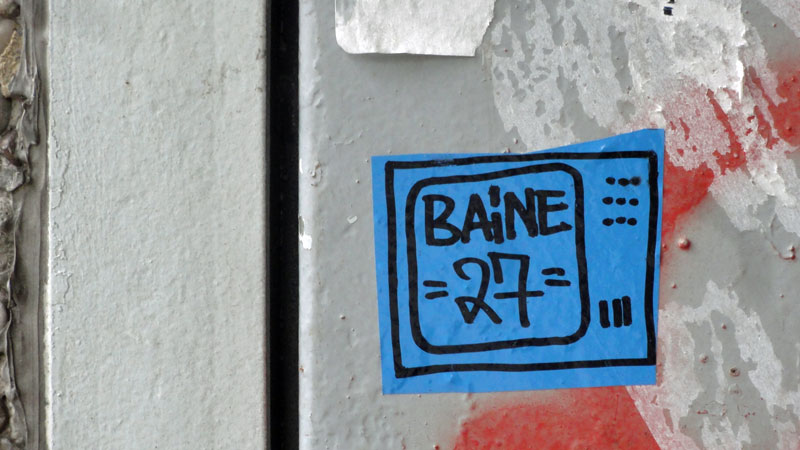 BAiNE
=27=